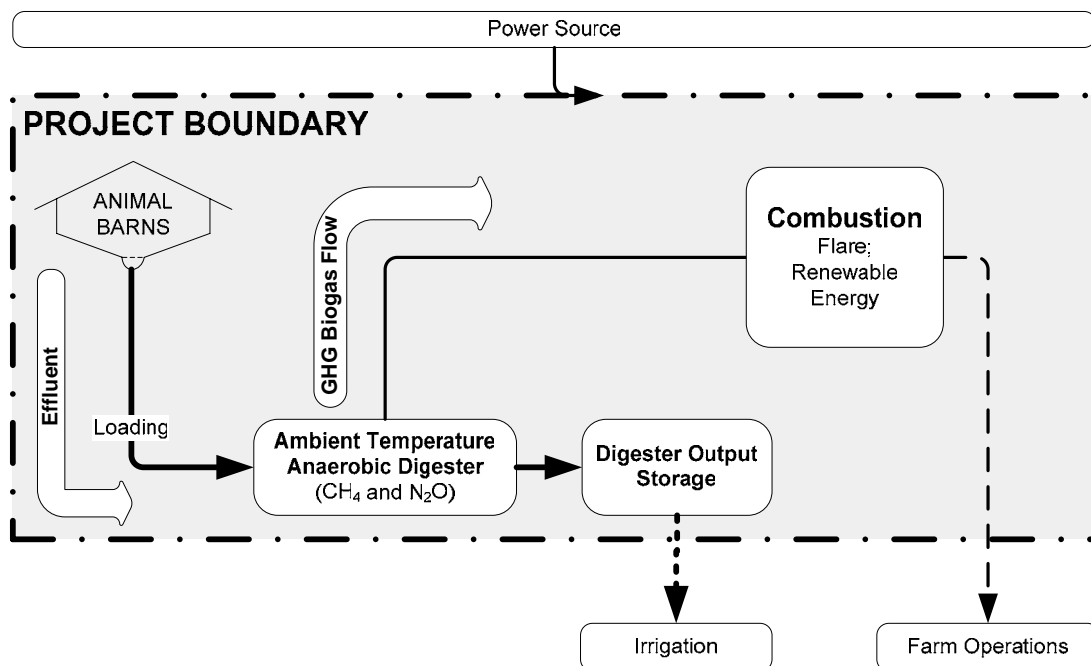 Power Source
PROJECT BOUNDARY
ANIMAL
BARNS
Effluent
Loading
GHG Biogas Flow
Combustion
Flare;
Renewable
Energy
Ambient Temperature
Anaerobic Digester
(CH₄ and N₂O)
Digester Output
Storage
Irrigation
Farm Operations